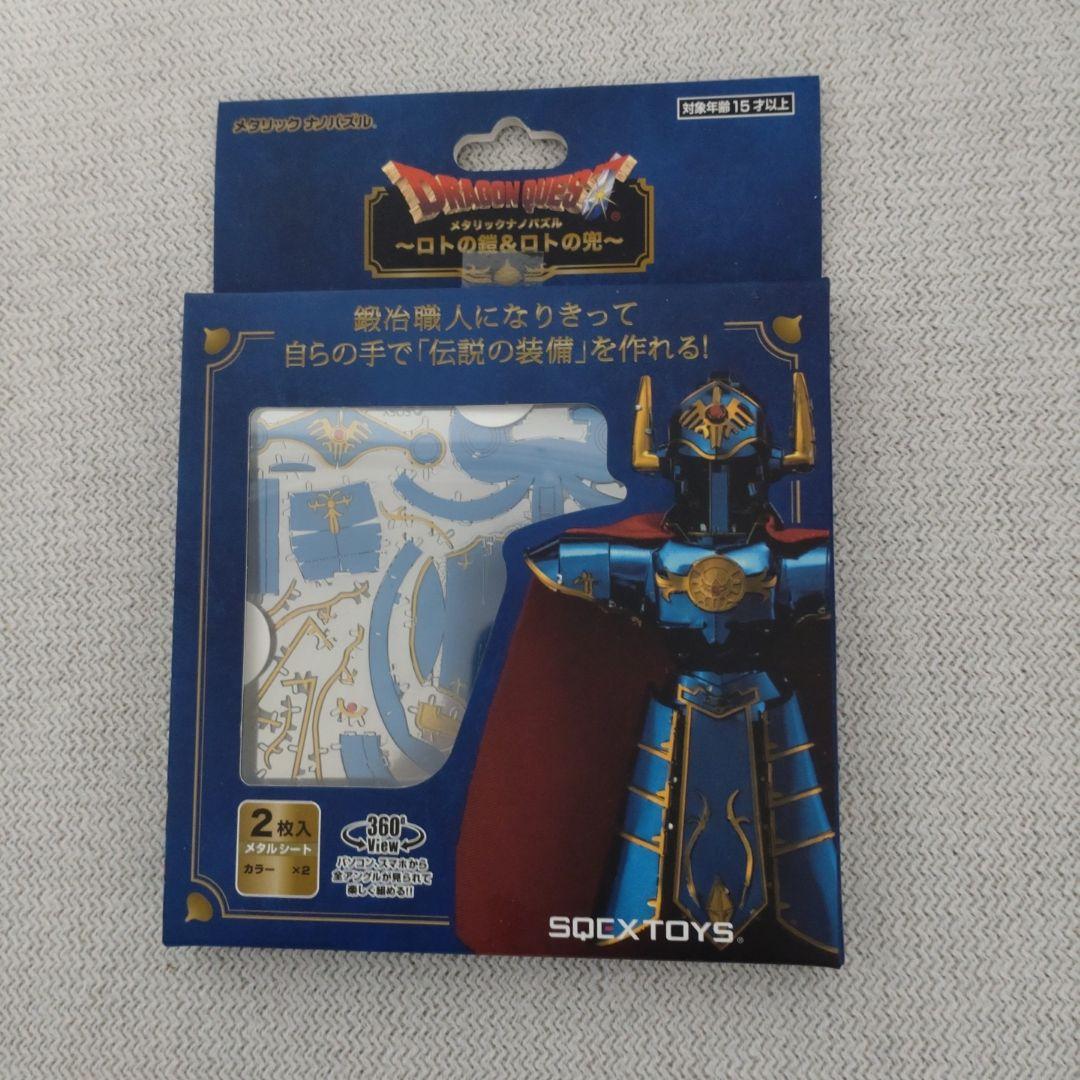 メタリック ナノパズル®
対象年齢 15 才以上
DRAGON QUEST®
メタリックナノパズル
～ロトの鎧&ロトの兜～
鍛冶職人になりきって
自らの手で「伝説の装備」を作れる!
2枚入
メタルシート
カラー ×2
360°
View
パソコン、スマホから
全アングルが見られて
楽しく組める!!
SQEX TOYS®